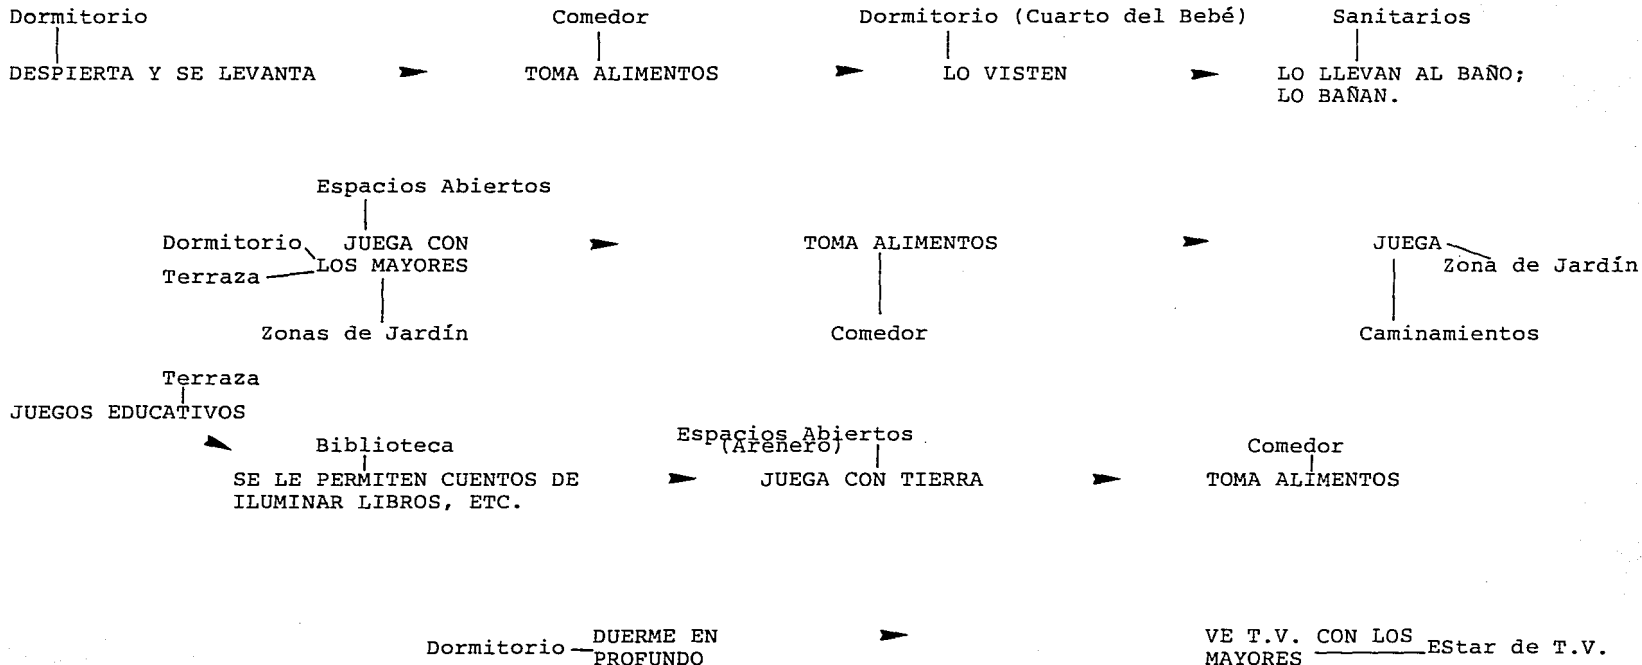 Dormitorio Comedor Dormitorio (Cuarto del Bebé) Sanitarios
DESPIERTA Y SE LEVANTA TOMA ALIMENTOS LO VISTEN LO LLEVAN AL BAÑO;
LO BAÑAN.
Espacios Abiertos
Dormitorio JUEGA CON TOMA ALIMENTOS JUEGA
LOS MAYORES Zona de Jardín
Terraza
Zonas de Jardín Comedor Caminamientos
Terraza
JUEGOS EDUCATIVOS
Espacios Abiertos
Biblioteca (Arenero) Comedor
SE LE PERMITEN CUENTOS DE JUEGA CON TIERRA TOMA ALIMENTOS
ILUMINAR LIBROS, ETC.
DUERME EN VE T.V. CON LOS
Dormitorio PROFUNDO MAYORES EStar de T.V.